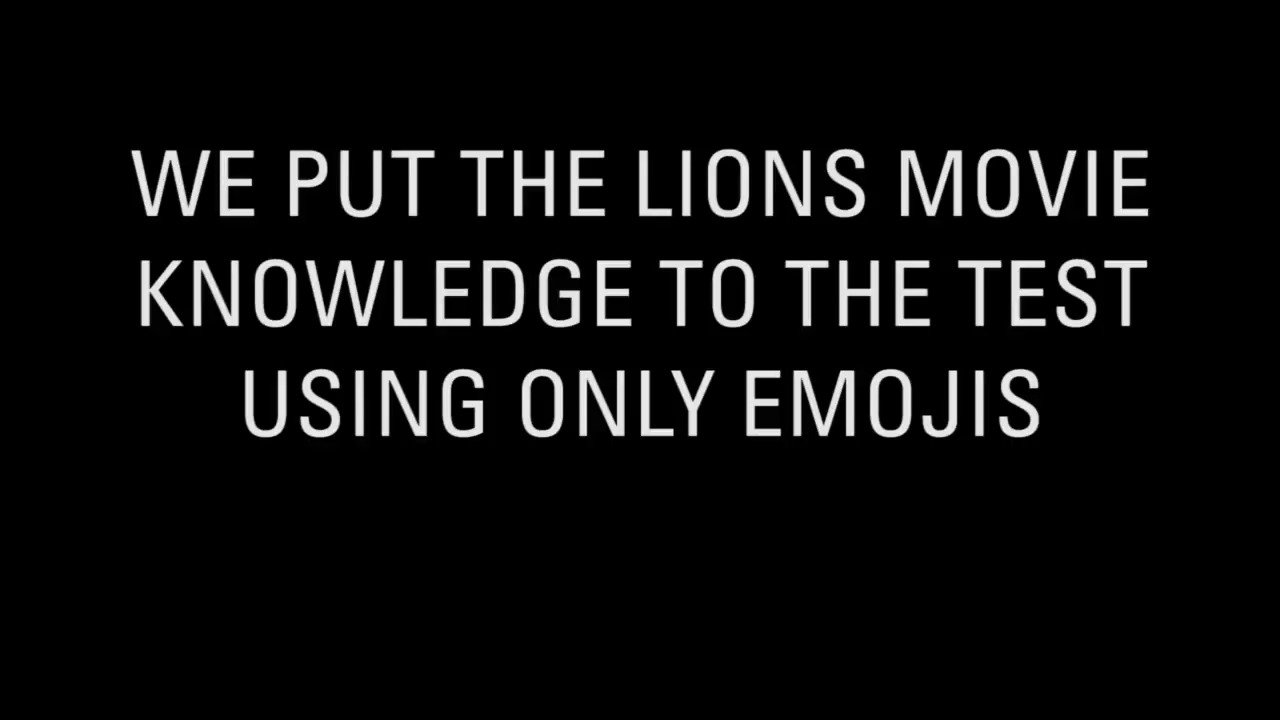 WE PUT THE LIONS MOVIE
KNOWLEDGE TO THE TEST
USING ONLY EMOJIS